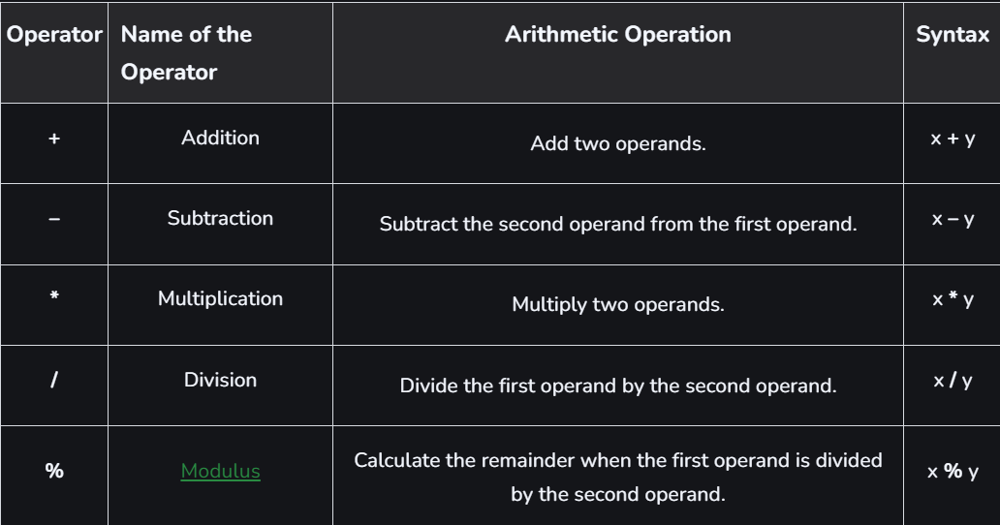 Operator Name of the Operator Arithmetic Operation Syntax
+ Addition Add two operands. x + y
– Subtraction Subtract the second operand from the first operand. x – y
* Multiplication Multiply two operands. x * y
/ Division Divide the first operand by the second operand. x / y
% Modulus Calculate the remainder when the first operand is divided by the second operand. x % y